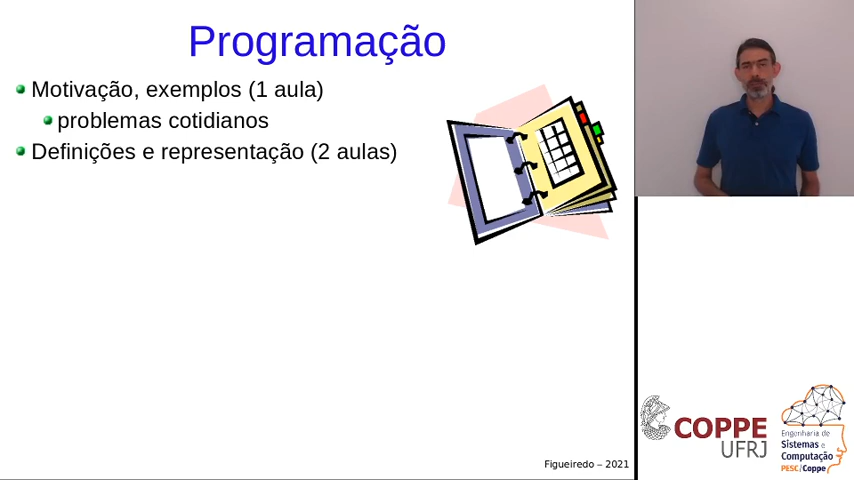 Programação
Motivação, exemplos (1 aula)
problemas cotidianos
Definições e representação (2 aulas)
Figueiredo – 2021
COPPE
UFRJ
Engenharia de
Sistemas e
Computação
PESC/Coppe